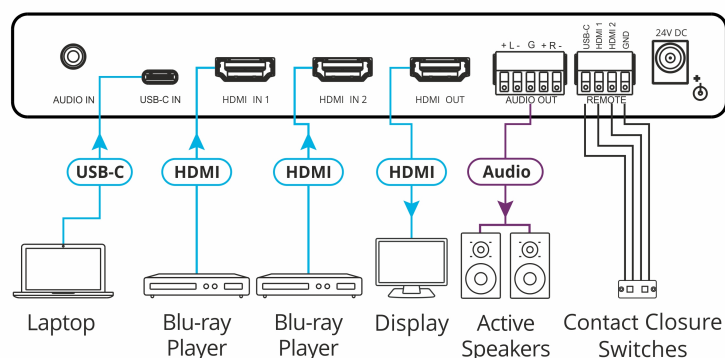 + L - G + R -
USB-C
HDMI 1
HDMI 2
GND
24V DC
AUDIO IN
USB-C IN
HDMI IN 1
HDMI IN 2
HDMI OUT
AUDIO OUT
REMOTE
USB-C
HDMI
HDMI
HDMI
Audio
Laptop
Blu-ray
Player
Blu-ray
Player
Display
Active
Speakers
Contact Closure
Switches